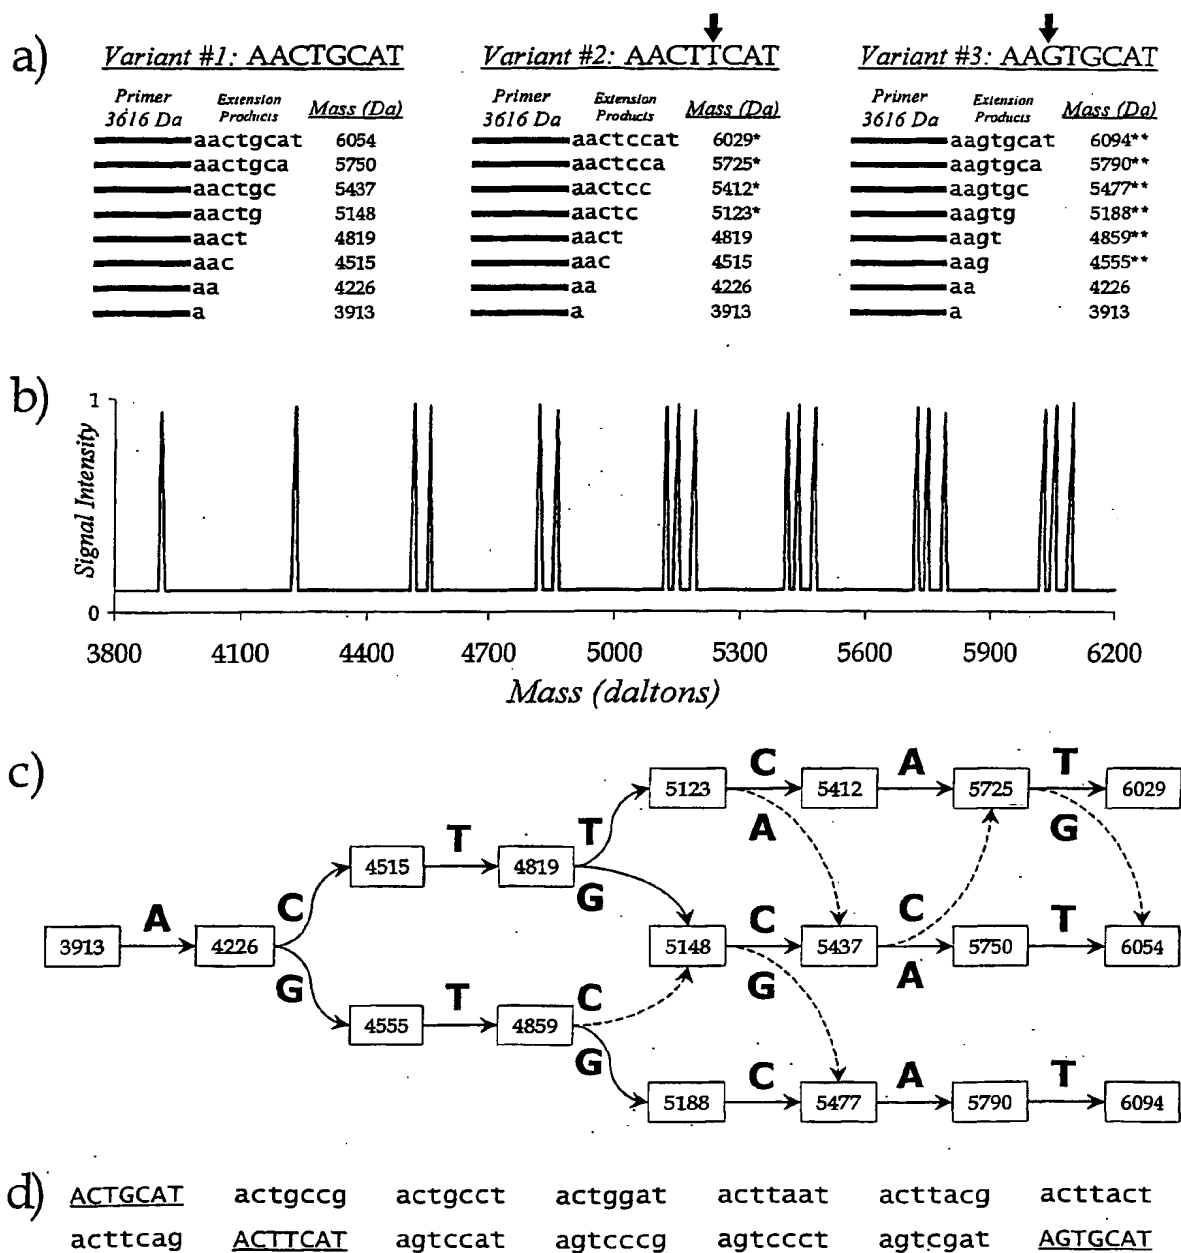 a)
Variant #1: AACTGCAT
Variant #2: AACTTCAT
Variant #3: AAGTGCAT
Primer 3616 Da
Extension Products
Mass (Da)
aactgcat 6054
aactgca 5750
aactgc 5437
aactg 5148
aact 4819
aac 4515
aa 4226
a 3913
Primer 3616 Da
Extension Products
Mass (Da)
aactccat 6029*
aactcca 5725*
aactcc 5412*
aactc 5123*
aact 4819
aac 4515
aa 4226
a 3913
Primer 3616 Da
Extension Products
Mass (Da)
aagtgcat 6094**
aagtgca 5790**
aagtgc 5477**
aagtg 5188**
aagt 4859**
aag 4555**
aa 4226
a 3913
b)
1
Signal Intensity
0
3800 4100 4400 4700 5000 5300 5600 5900 6200
Mass (daltons)
c)
C A T
5123 5412 5725 6029
T T A G
4515 4819
C G C C
3913 A 4226 5148 5437 5750 T 6054
G T C G A
4555 4859
G C A T
5188 5477 5790 6094
d)
ACTGCAT actgccg actgcct actggat acttaat acttacg acttact
acttcag ACTTCAT agtccat agtcccg agtccct agtcgat AGTGCAT